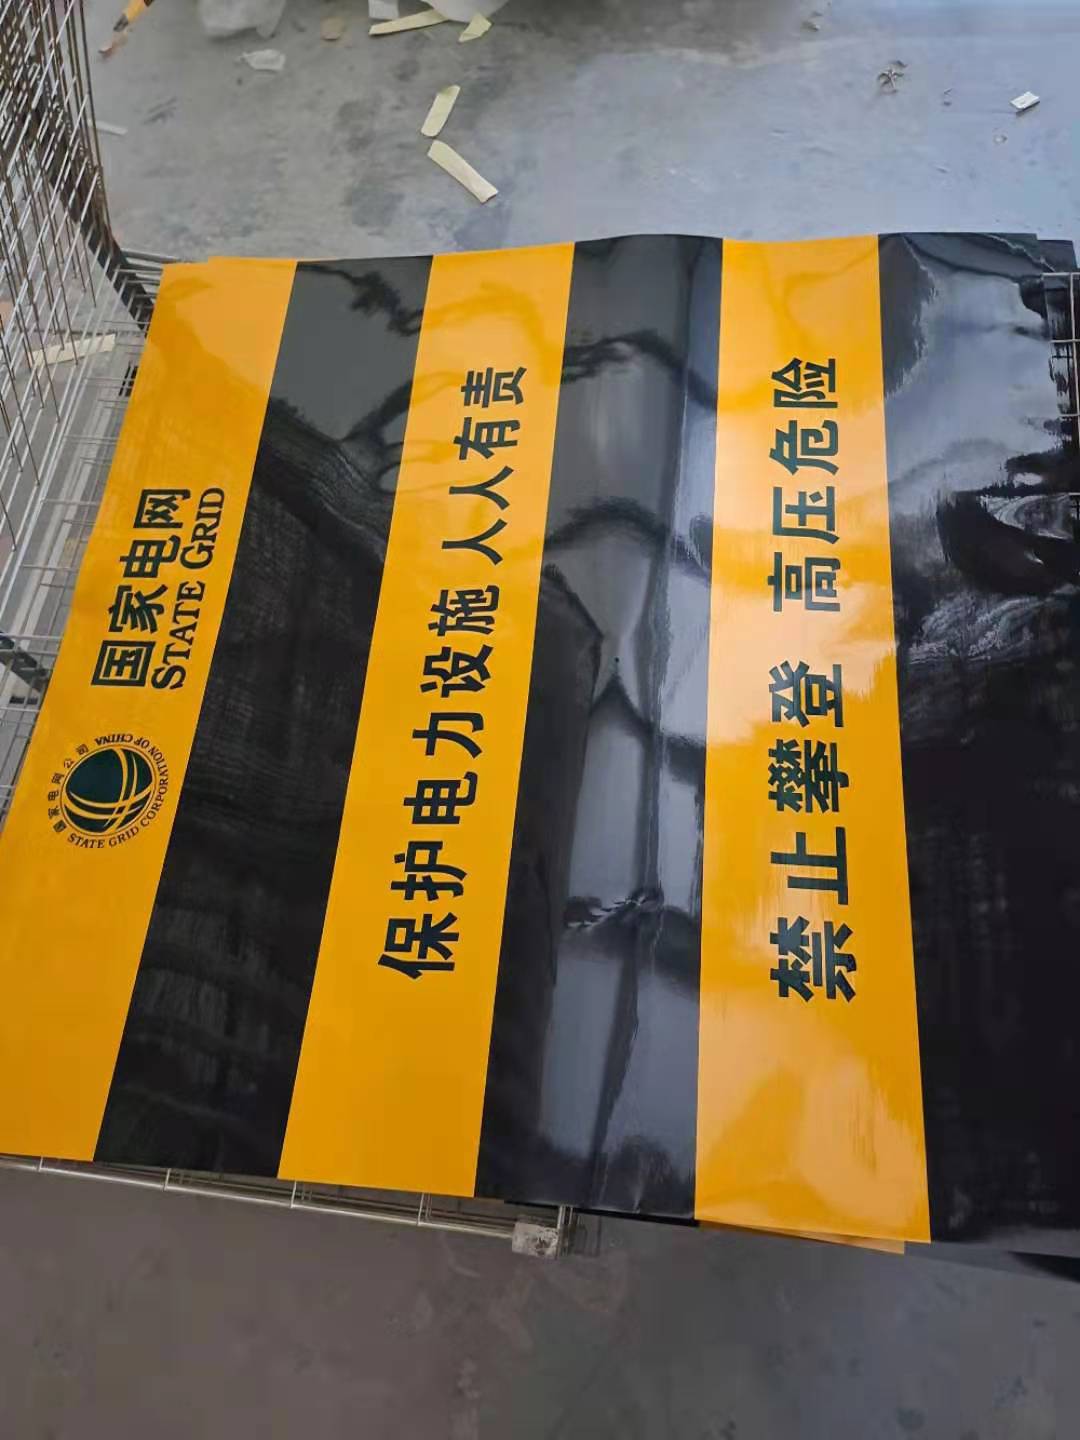 国家电网
STATE GRID
国家电网公司
STATE GRID CORPORATION OF CHINA
保护电力设施人人有责
禁止攀登 高压危险